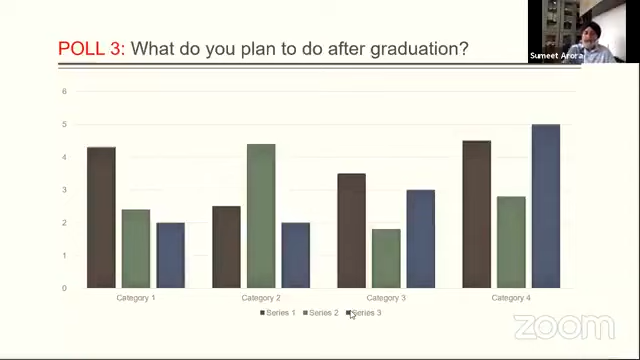 POLL 3: What do you plan to do after graduation?
Sumeet Arora
6
5
4
3
2
1
0
Category 1 Category 2 Category 3 Category 4
Series 1 Series 2 Series 3
zoom